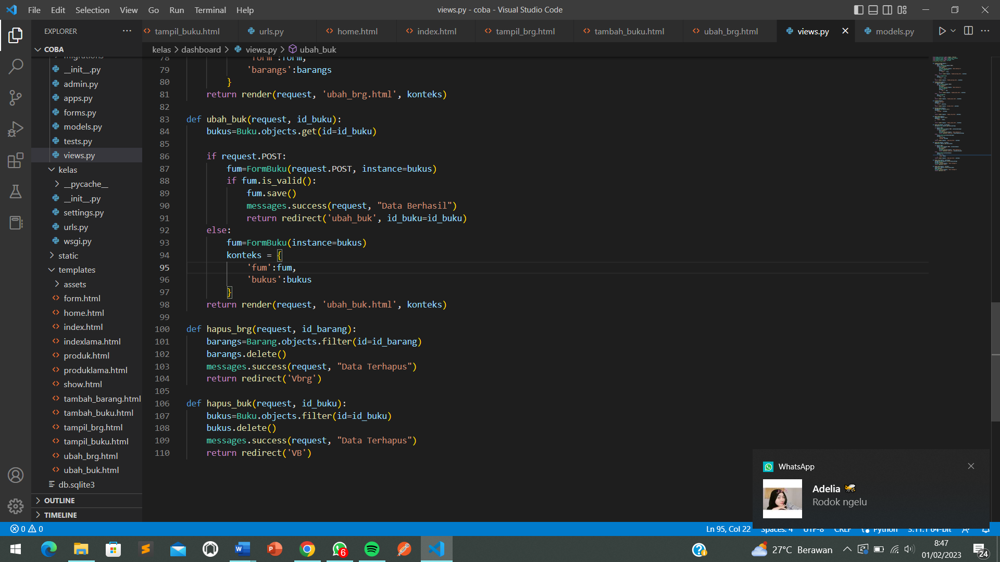 File Edit Selection View Go Run Terminal Help
views.py - coba - Visual Studio Code
EXPLORER
tampil_buku.html urls.py home.html index.html tampil_brg.html tambah_buku.html ubah_brg.html views.py models.py
COBA
kelas > dashboard > views.py > ubah_buk
migrations
__init__.py
admin.py
apps.py
forms.py
models.py
tests.py
views.py
kelas
__pycache__
__init__.py
settings.py
urls.py
wsgi.py
static
templates
assets
form.html
home.html
index.html
indexlama.html
produk.html
produklama.html
show.html
tambah_barang.html
tambah_buku.html
tampil_brg.html
tampil_buku.html
ubah_brg.html
ubah_buk.html
db.sqlite3
OUTLINE
TIMELINE
78 'form':form,
79 'barangs':barangs
80 }
81 return render(request, 'ubah_brg.html', konteks)
82
83 def ubah_buk(request, id_buku):
84 bukus=Buku.objects.get(id=id_buku)
85
86 if request.POST:
87 fum=FormBuku(request.POST, instance=bukus)
88 if fum.is_valid():
89 fum.save()
90 messages.success(request, "Data Berhasil")
91 return redirect('ubah_buk', id_buku=id_buku)
92 else:
93 fum=FormBuku(instance=bukus)
94 konteks = {
95 'fum':fum,
96 'bukus':bukus
97 }
98 return render(request, 'ubah_buk.html', konteks)
99
100 def hapus_brg(request, id_barang):
101 barangs=Barang.objects.filter(id=id_barang)
102 barangs.delete()
103 messages.success(request, "Data Terhapus")
104 return redirect('Vbrg')
105
106 def hapus_buk(request, id_buku):
107 bukus=Buku.objects.filter(id=id_buku)
108 bukus.delete()
109 messages.success(request, "Data Terhapus")
110 return redirect('VB')
WhatsApp
Adelia
Rodok ngelu
0 0
Ln 95, Col 22 Spaces: 4 UTF-8 CRLF Python 3.11.1 64-bit
6
27°C Berawan
8:47
01/02/2023
24